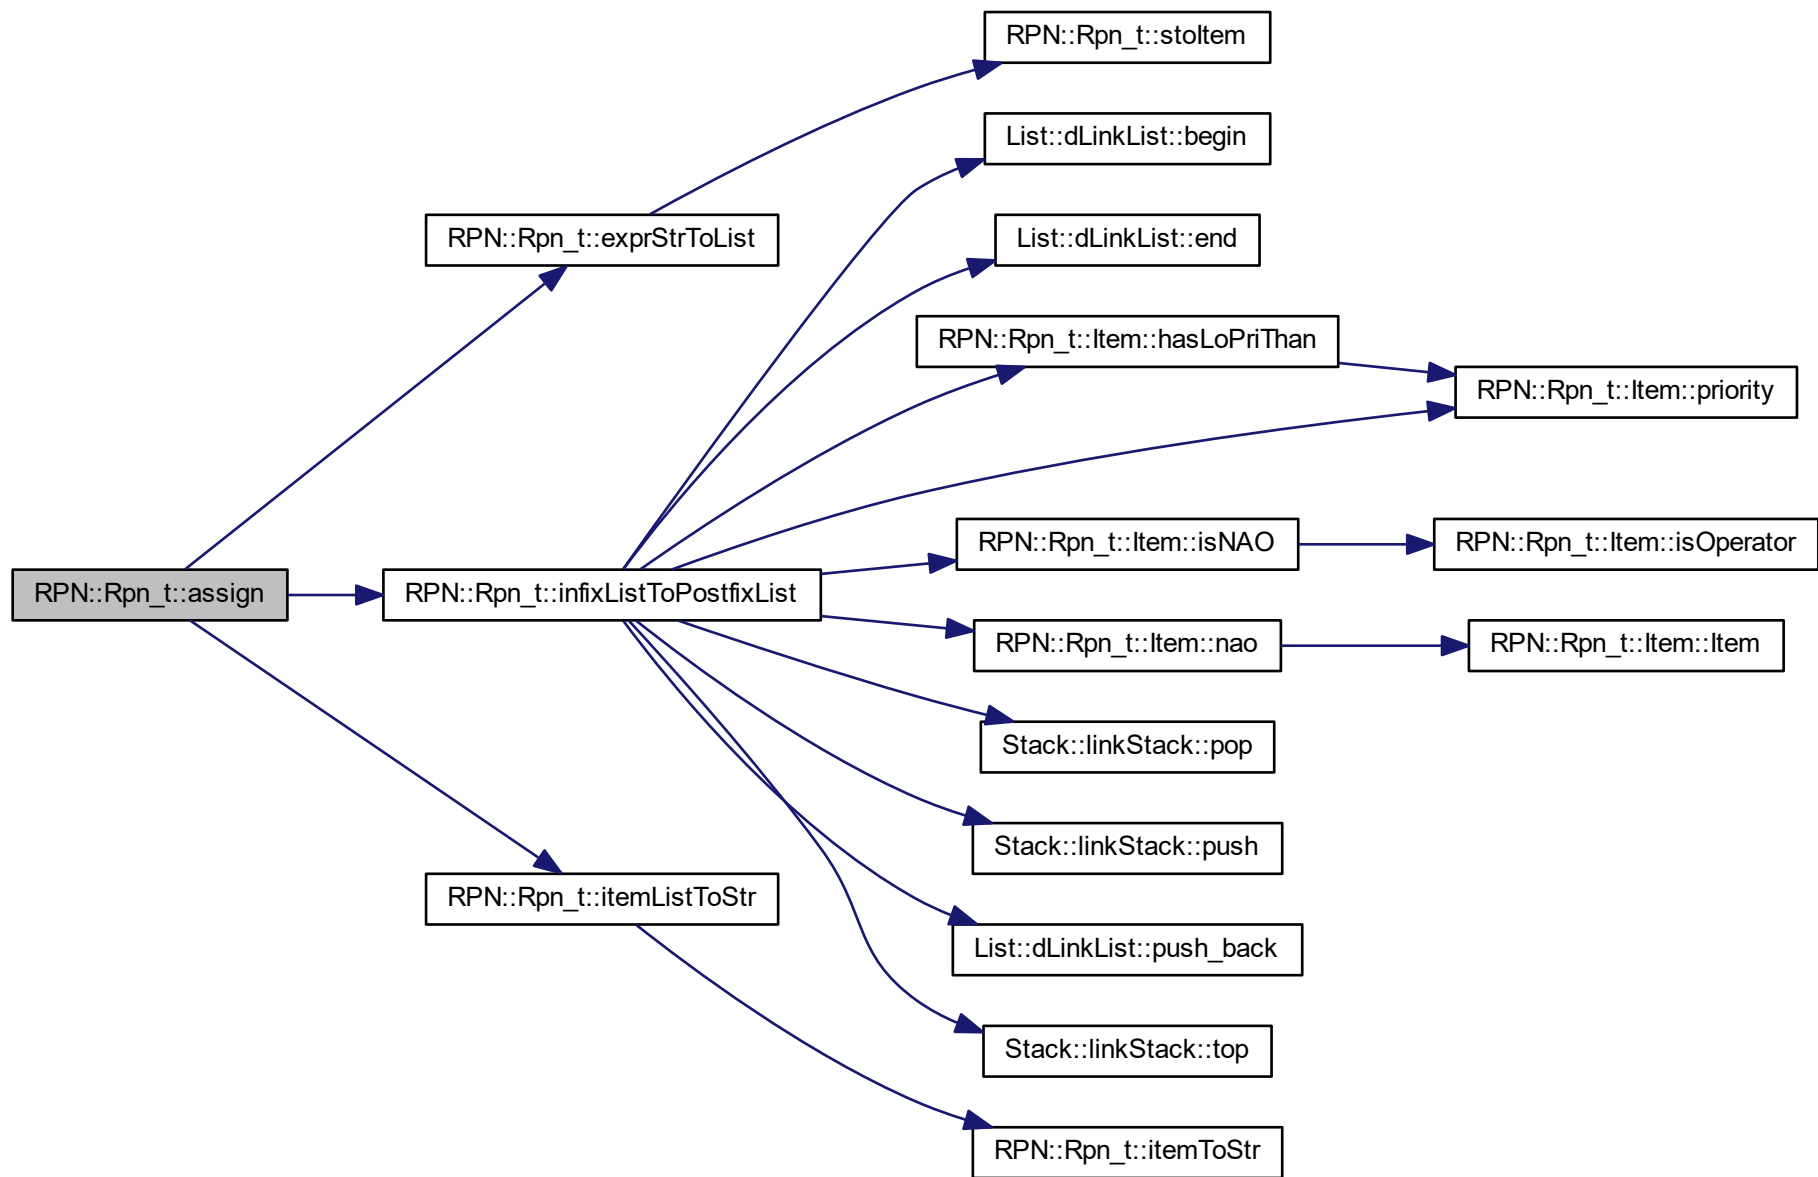 RPN::Rpn_t::stoItem
List::dLinkList::begin
RPN::Rpn_t::exprStrToList
List::dLinkList::end
RPN::Rpn_t::Item::hasLoPriThan
RPN::Rpn_t::Item::priority
RPN::Rpn_t::Item::isNAO
RPN::Rpn_t::Item::isOperator
RPN::Rpn_t::assign
RPN::Rpn_t::infixListToPostfixList
RPN::Rpn_t::Item::nao
RPN::Rpn_t::Item::Item
Stack::linkStack::pop
Stack::linkStack::push
RPN::Rpn_t::itemListToStr
List::dLinkList::push_back
Stack::linkStack::top
RPN::Rpn_t::itemToStr